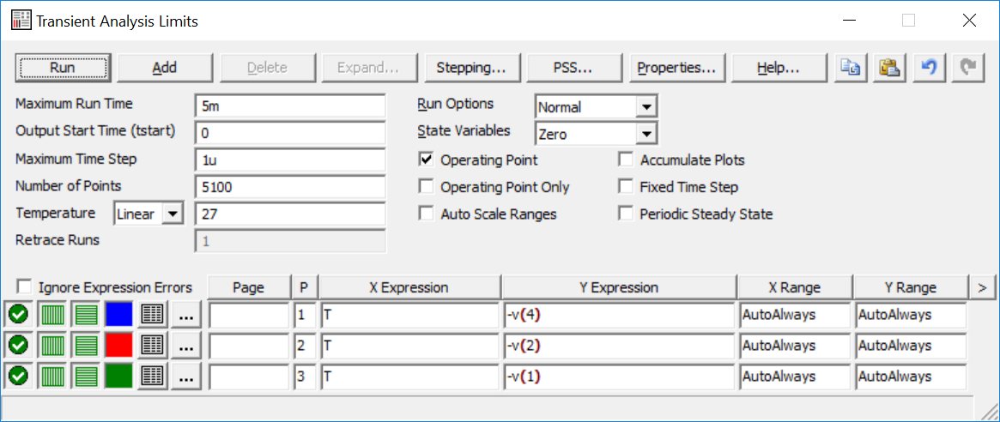 Transient Analysis Limits
Run Add Delete Expand... Stepping... PSS... Properties... Help...
Maximum Run Time 5m Run Options Normal
Output Start Time (tstart) 0 State Variables Zero
Maximum Time Step 1u Operating Point Accumulate Plots
Number of Points 5100 Operating Point Only Fixed Time Step
Temperature Linear 27 Auto Scale Ranges Periodic Steady State
Retrace Runs 1
Ignore Expression Errors Page P X Expression Y Expression X Range Y Range >
... 1 T -v(4) AutoAlways AutoAlways
... 2 T -v(2) AutoAlways AutoAlways
... 3 T -v(1) AutoAlways AutoAlways